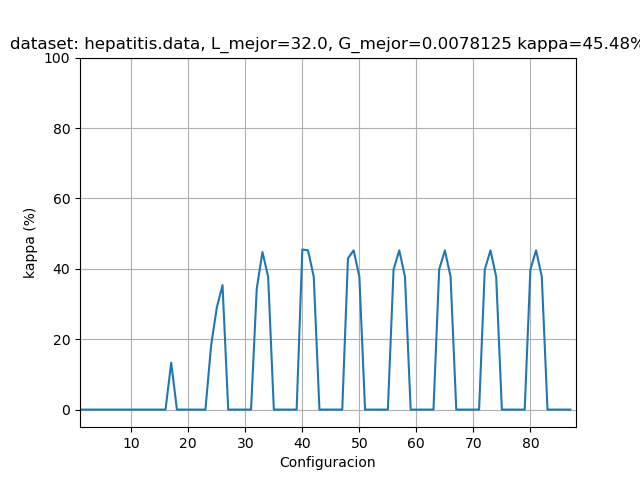 dataset: hepatitis.data, L_mejor=32.0, G_mejor=0.0078125 kappa=45.48%
100
80
60
40
20
0
kappa (%)
10 20 30 40 50 60 70 80
Configuracion